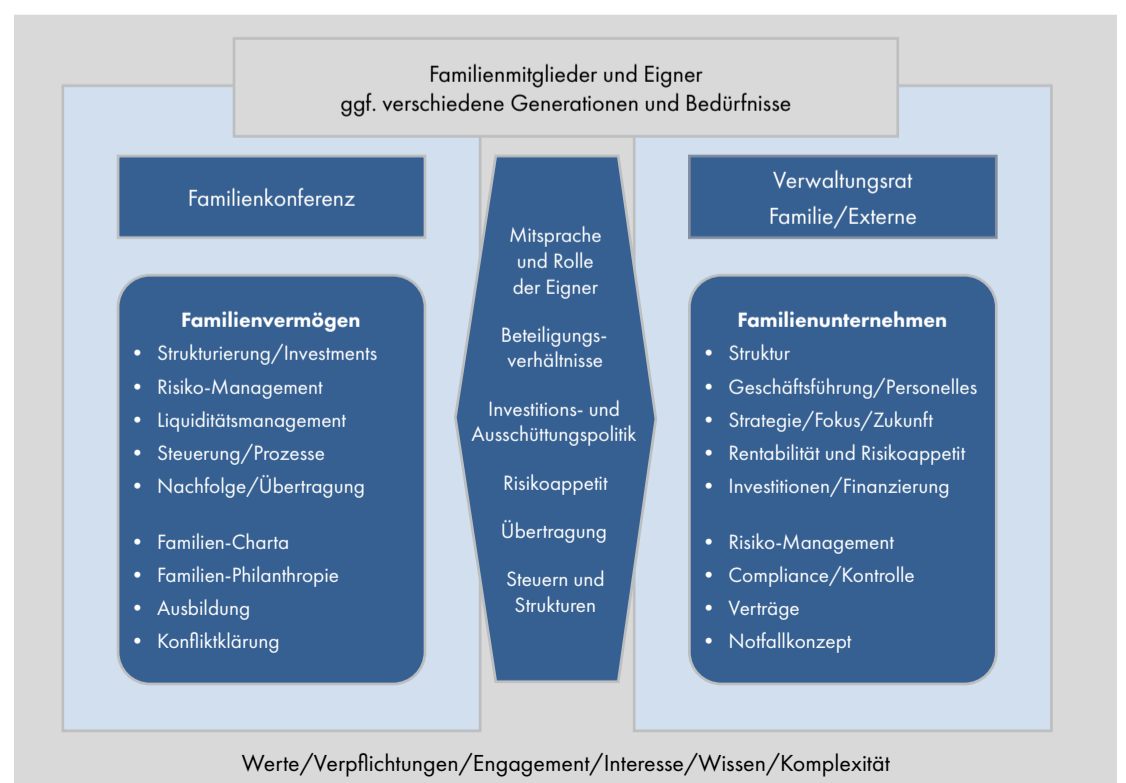 Familienmitglieder und Eigner
ggf. verschiedene Generationen und Bedürfnisse
Familienkonferenz
Familienvermögen
• Strukturierung/Investments
• Risiko-Management
• Liquiditätsmanagement
• Steuerung/Prozesse
• Nachfolge/Übertragung
• Familien-Charta
• Familien-Philanthropie
• Ausbildung
• Konfliktklärung
Mitsprache
und Rolle
der Eigner
Beteiligungs-
verhältnisse
Investitions- und
Ausschüttungspolitik
Risikoappetit
Übertragung
Steuern und
Strukturen
Verwaltungsrat
Familie/Externe
Familienunternehmen
• Struktur
• Geschäftsführung/Personelles
• Strategie/Fokus/Zukunft
• Rentabilität und Risikoappetit
• Investitionen/Finanzierung
• Risiko-Management
• Compliance/Kontrolle
• Verträge
• Notfallkonzept
Werte/Verpflichtungen/Engagement/Interesse/Wissen/Komplexität